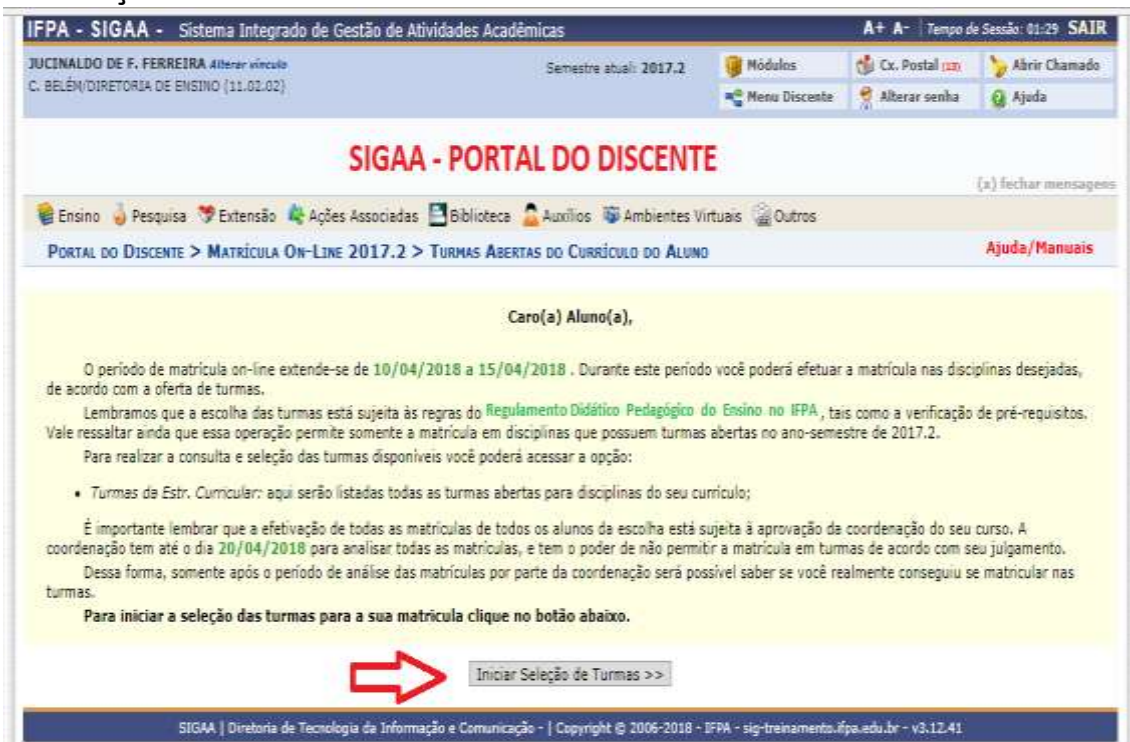 IFPA - SIGAA - Sistema Integrado de Gestão de Atividades Acadêmicas A+ A- Tempo de Sessão: 01:29 SAIR
JUCINALDO DE F. FERREIRA Alterar vínculo Semestre atual: 2017.2 Módulos Cx. Postal Abrir Chamado
C. BELÉM/DIRETORIA DE ENSINO (11.02.02)
Menu Discente Alterar senha Ajuda
SIGAA - PORTAL DO DISCENTE
(x) fechar mensagens
Ensino Pesquisa Extensão Ações Associadas Biblioteca Auxílios Ambientes Virtuais Outros
PORTAL DO DISCENTE > MATRÍCULA ON-LINE 2017.2 > TURMAS ABERTAS DO CURRÍCULO DO ALUNO Ajuda/Manuais
Caro(a) Aluno(a),
O período de matrícula on-line extende-se de 10/04/2018 a 15/04/2018 . Durante este período você poderá efetuar a matrícula nas disciplinas desejadas,
de acordo com a oferta de turmas.
Lembramos que a escolha das turmas está sujeita às regras do Regulamento Didático Pedagógico do Ensino no IFPA , tais como a verificação de pré-requisitos.
Vale ressaltar ainda que essa operação permite somente a matrícula em disciplinas que possuem turmas abertas no ano-semestre de 2017.2.
Para realizar a consulta e seleção das turmas disponíveis você poderá acessar a opção:
• Turmas da Estr. Curricular: aqui serão listadas todas as turmas abertas para disciplinas do seu currículo;
É importante lembrar que a efetivação de todas as matrículas de todos os alunos da escolha está sujeita à aprovação da coordenação do seu curso. A
coordenação tem até o dia 20/04/2018 para analisar todas as matrículas, e tem o poder de não permitir a matrícula em turmas de acordo com seu julgamento.
Dessa forma, somente após o período de análise das matrículas por parte da coordenação será possível saber se você realmente conseguiu se matricular nas
turmas.
Para iniciar a seleção das turmas para a sua matrícula clique no botão abaixo.
Iniciar Seleção de Turmas >>
SIGAA | Diretoria de Tecnologia da Informação e Comunicação - | Copyright © 2006-2018 - IFPA - sig-treinamento.ifpa.edu.br - v3.12.41